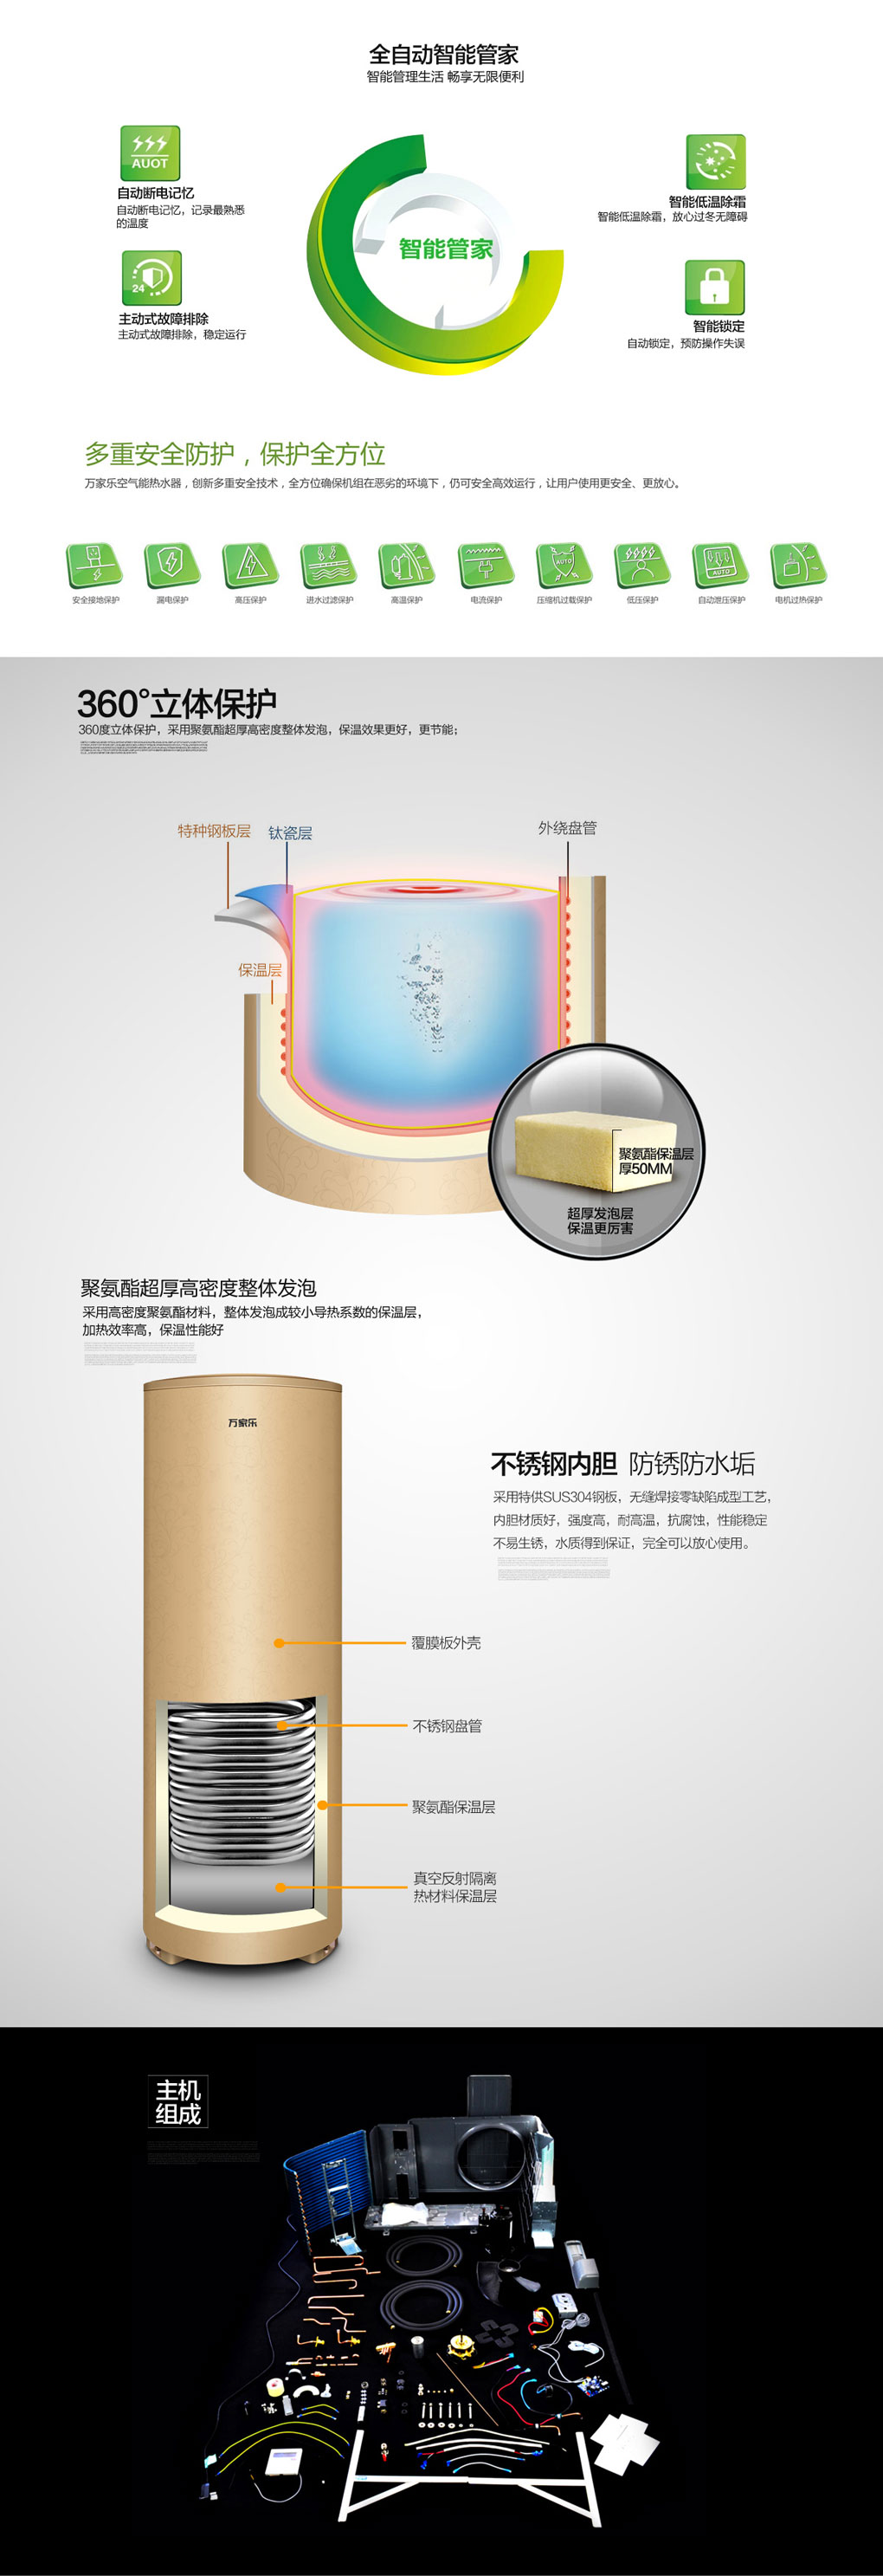 全自动智能管家
智能管理生活 畅享无限便利
AUOT
自动断电记忆
自动断电记忆，记录最熟悉
的温度
24
主动式故障排除
主动式故障排除，稳定运行
智能管家
智能低温除霜
智能低温除霜，放心过冬无障碍
智能锁定
自动锁定，预防操作失误
多重安全防护，保护全方位
万家乐空气能热水器，创新多重安全技术，全方位确保机组在恶劣的环境下，仍可安全高效运行，让用户使用更安全、更放心。
AUTO
AUTO
安全接地保护
漏电保护
高压保护
进水过滤保护
高温保护
电流保护
压缩机过载保护
低压保护
自动泄压保护
电机过热保护
360°立体保护
360度立体保护，采用聚氨酯超厚高密度整体发泡，保温效果更好，更节能；
特种钢板层
钛瓷层
外绕盘管
保温层
聚氨酯保温层
厚50MM
超厚发泡层
保温更厉害
聚氨酯超厚高密度整体发泡
采用高密度聚氨酯材料，整体发泡成较小导热系数的保温层，
加热效率高，保温性能好
万家乐
不锈钢内胆 防锈防水垢
采用特供SUS304钢板，无缝焊接零缺陷成型工艺，
内胆材质好，强度高，耐高温，抗腐蚀，性能稳定
不易生锈，水质得到保证，完全可以放心使用。
覆膜板外壳
不锈钢盘管
聚氨酯保温层
真空反射隔离
热材料保温层
主机
组成